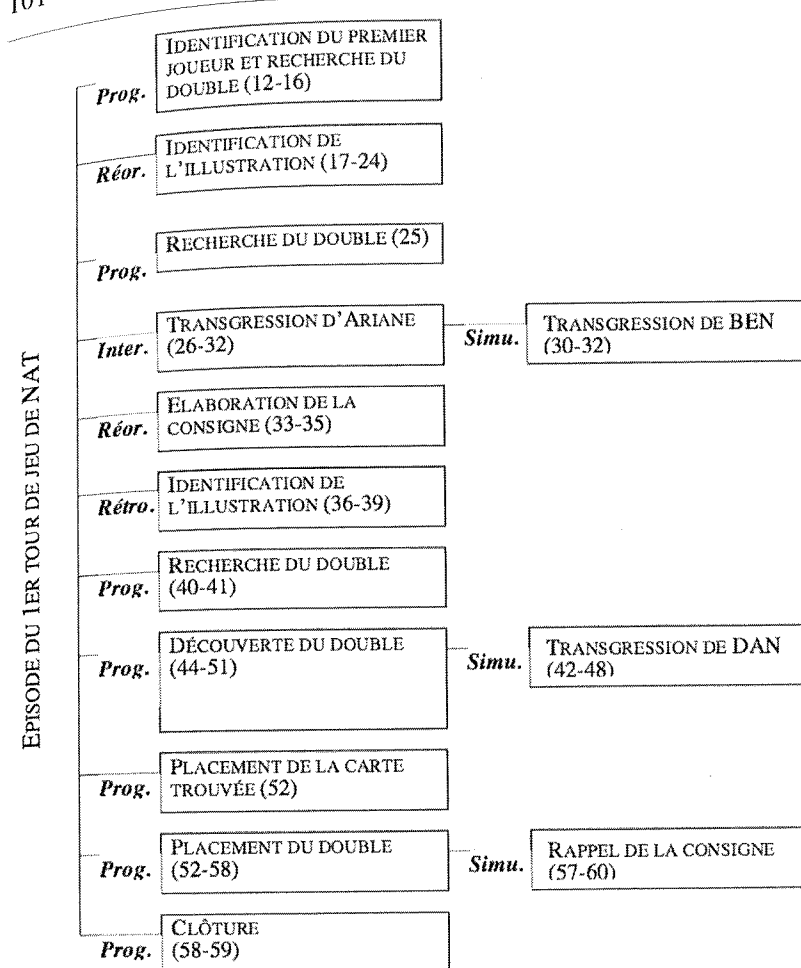 101
IDENTIFICATION DU PREMIER
JOUEUR ET RECHERCHE DU
Prog. DOUBLE (12-16)
IDENTIFICATION DE
Réor. L'ILLUSTRATION (17-24)
RECHERCHE DU DOUBLE (25)
Prog.
TRANSGRESSION D'ARIANE
Inter. (26-32)
Simu. TRANSGRESSION DE BEN
(30-32)
ELABORATION DE LA
Réor. CONSIGNE (33-35)
IDENTIFICATION DE
Rétro. L'ILLUSTRATION (36-39)
RECHERCHE DU DOUBLE
Prog. (40-41)
DÉCOUVERTE DU DOUBLE
Prog. (44-51)
Simu. TRANSGRESSION DE DAN
(42-48)
PLACEMENT DE LA CARTE
Prog. TROUVÉE (52)
PLACEMENT DU DOUBLE
Prog. (52-58)
Simu. RAPPEL DE LA CONSIGNE
(57-60)
CLÔTURE
Prog. (58-59)
EPISODE DU 1ER TOUR DE JEU DE NAT